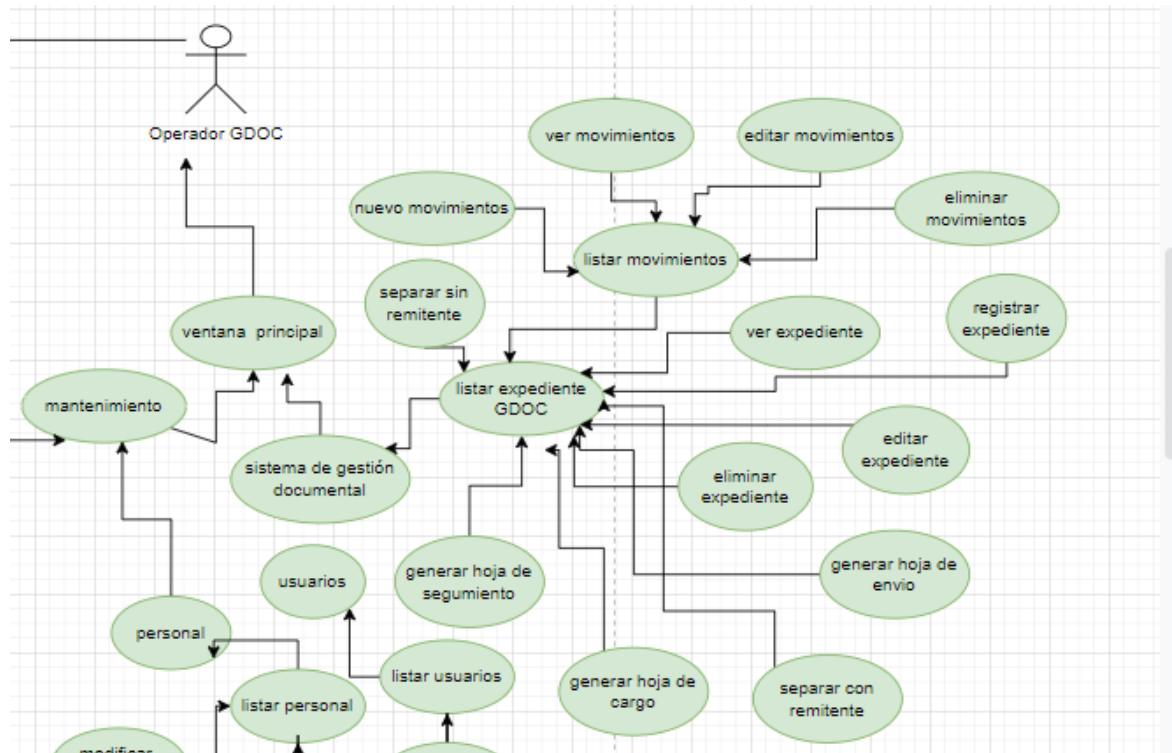 Operador GDOC
ver movimientos
editar movimientos
nuevo movimientos
eliminar
movimientos
listar movimientos
separar sin
remitente
registrar
expediente
ventana principal
ver expediente
listar expediente
GDOC
mantenimiento
editar
expediente
sistema de gestión
documental
eliminar
expediente
generar hoja de
segumiento
usuarios
generar hoja de
envio
personal
listar usuarios
generar hoja de
cargo
separar con
remitente
listar personal
modificar